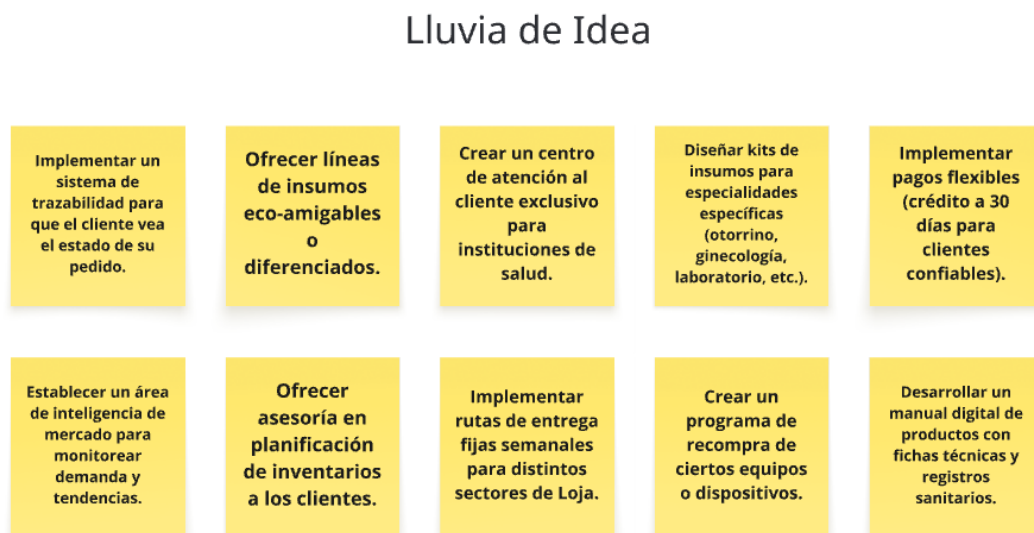 Lluvia de Idea
Implementar un
sistema de
trazabilidad para
que el cliente vea
el estado de su
pedido.
Ofrecer líneas
de insumos
eco-amigables
o
diferenciados.
Crear un centro
de atención al
cliente exclusivo
para
instituciones de
salud.
Diseñar kits de
insumos para
especialidades
específicas
(otorrino,
ginecología,
laboratorio, etc.).
Implementar
pagos flexibles
(crédito a 30
días para
clientes
confiables).
Establecer un área
de inteligencia de
mercado para
monitorear
demanda y
tendencias.
Ofrecer
asesoría en
planificación
de inventarios
a los clientes.
Implementar
rutas de entrega
fijas semanales
para distintos
sectores de Loja.
Crear un
programa de
recompra de
ciertos equipos
o dispositivos.
Desarrollar un
manual digital de
productos con
fichas técnicas y
registros
sanitarios.